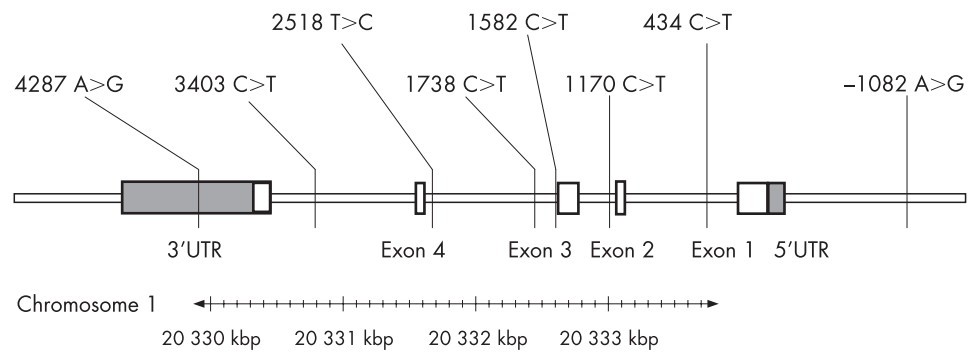 2518 T>C 1582 C>T 434 C>T
4287 A>G 3403 C>T 1738 C>T 1170 C>T –1082 A>G
3’UTR Exon 4 Exon 3 Exon 2 Exon 1 5’UTR
Chromosome 1
20 330 kbp 20 331 kbp 20 332 kbp 20 333 kbp